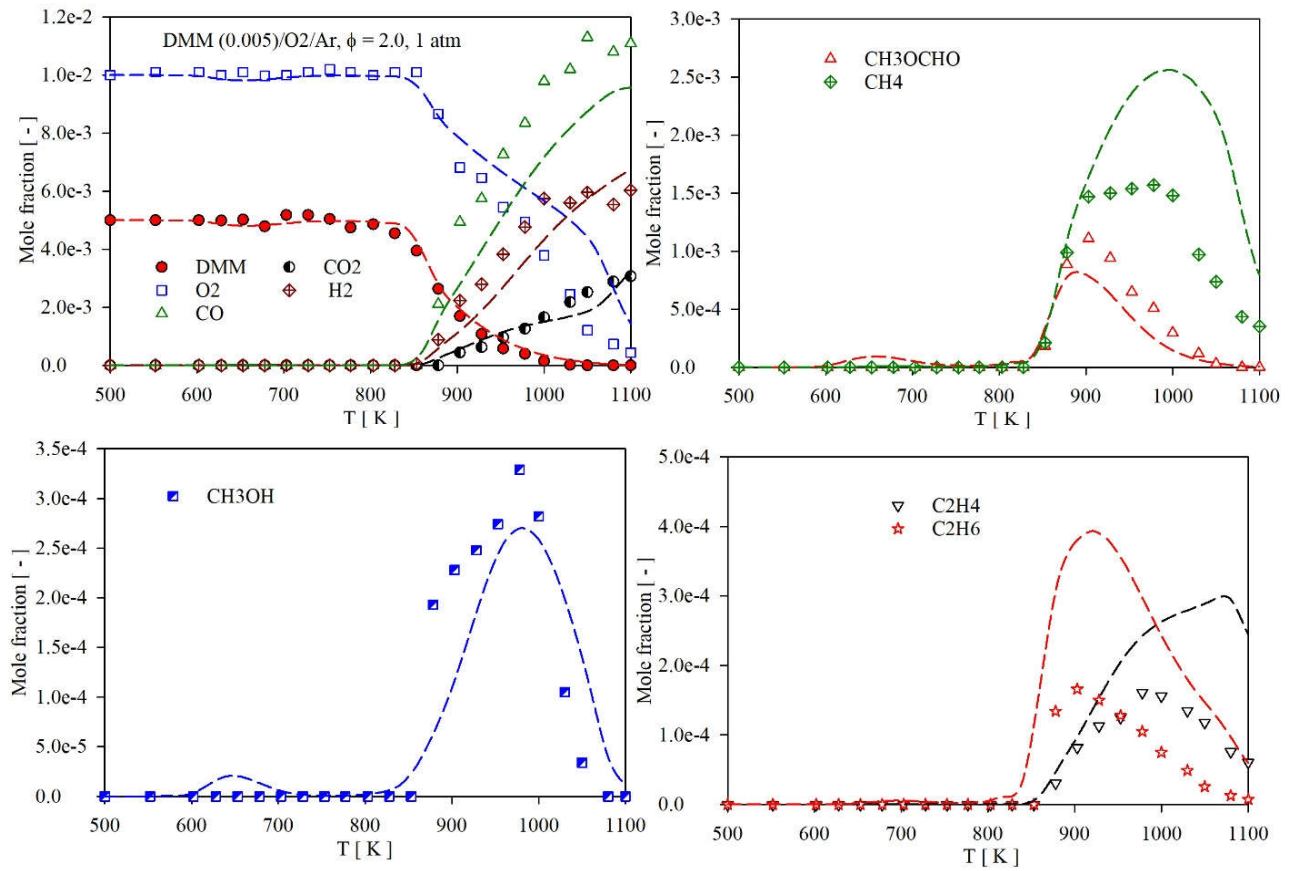 DMM (0.005)/O2/Ar, ϕ = 2.0, 1 atm
Mole fraction [ - ]
1.2e-2
1.0e-2
8.0e-3
6.0e-3
4.0e-3
2.0e-3
0.0
DMM
CO2
O2
H2
CO
500
600
700
800
900
1000
1100
T [ K ]
Mole fraction [ - ]
3.0e-3
2.5e-3
2.0e-3
1.5e-3
1.0e-3
5.0e-4
0.0
CH3OCHO
CH4
500
600
700
800
900
1000
1100
T [ K ]
Mole fraction [ - ]
3.5e-4
3.0e-4
2.5e-4
2.0e-4
1.5e-4
1.0e-4
5.0e-5
0.0
CH3OH
500
600
700
800
900
1000
1100
T [ K ]
Mole fraction [ - ]
5.0e-4
4.0e-4
3.0e-4
2.0e-4
1.0e-4
0.0
C2H4
C2H6
500
600
700
800
900
1000
1100
T [ K ]